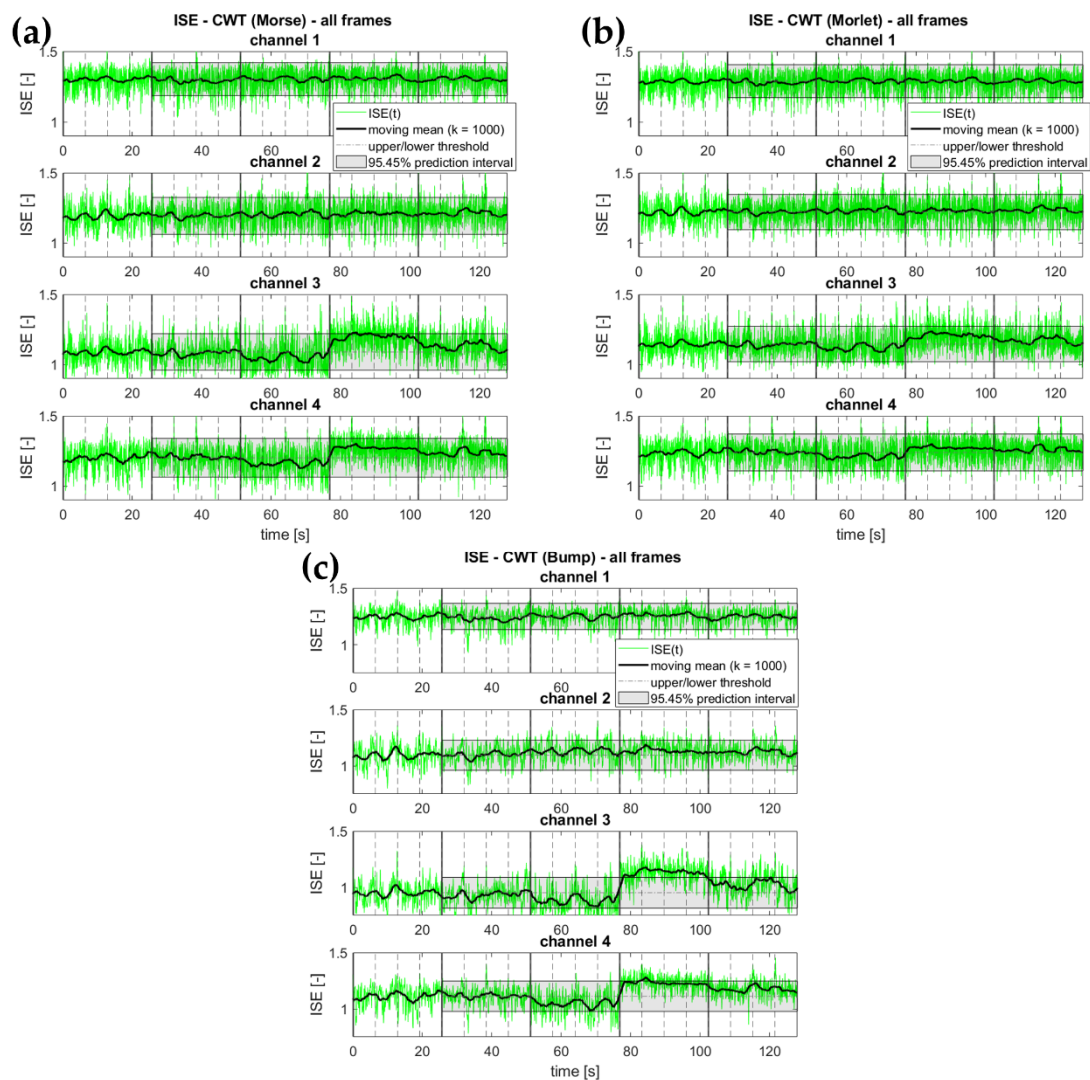 (a)
ISE - CWT (Morse) - all frames
channel 1
1.5
1
ISE [-]
0 20 40 60 80 100 120
ISE(t)
moving mean (k = 1000)
upper/lower threshold
95.45% prediction interval
channel 2
1.5
1
ISE [-]
0 20 40 60 80 100 120
channel 3
1.5
1
ISE [-]
0 20 40 60 80 100 120
channel 4
1.5
1
ISE [-]
0 20 40 60 80 100 120
time [s]
(b)
ISE - CWT (Morlet) - all frames
channel 1
1.5
1
ISE [-]
0 20 40 60 80 100 120
ISE(t)
moving mean (k = 1000)
upper/lower threshold
95.45% prediction interval
channel 2
1.5
1
ISE [-]
0 20 40 60 80 100 120
channel 3
1.5
1
ISE [-]
0 20 40 60 80 100 120
channel 4
1.5
1
ISE [-]
0 20 40 60 80 100 120
time [s]
(c)
ISE - CWT (Bump) - all frames
channel 1
1.5
1
ISE [-]
0 20 40 60 80 100 120
ISE(t)
moving mean (k = 1000)
upper/lower threshold
95.45% prediction interval
channel 2
1.5
1
ISE [-]
0 20 40 60 80 100 120
channel 3
1.5
1
ISE [-]
0 20 40 60 80 100 120
channel 4
1.5
1
ISE [-]
0 20 40 60 80 100 120
time [s]